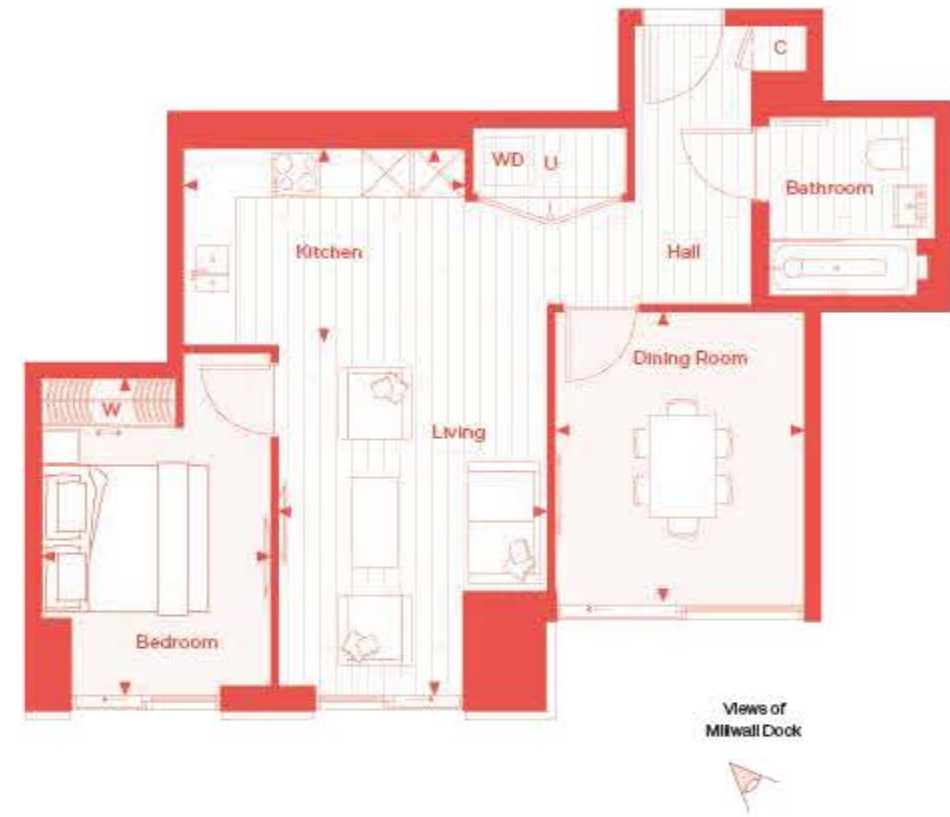 C
WD
U
Bathroom
Kitchen
Hall
Dining Room
W
Living
Bedroom
Views of
Millwall Dock